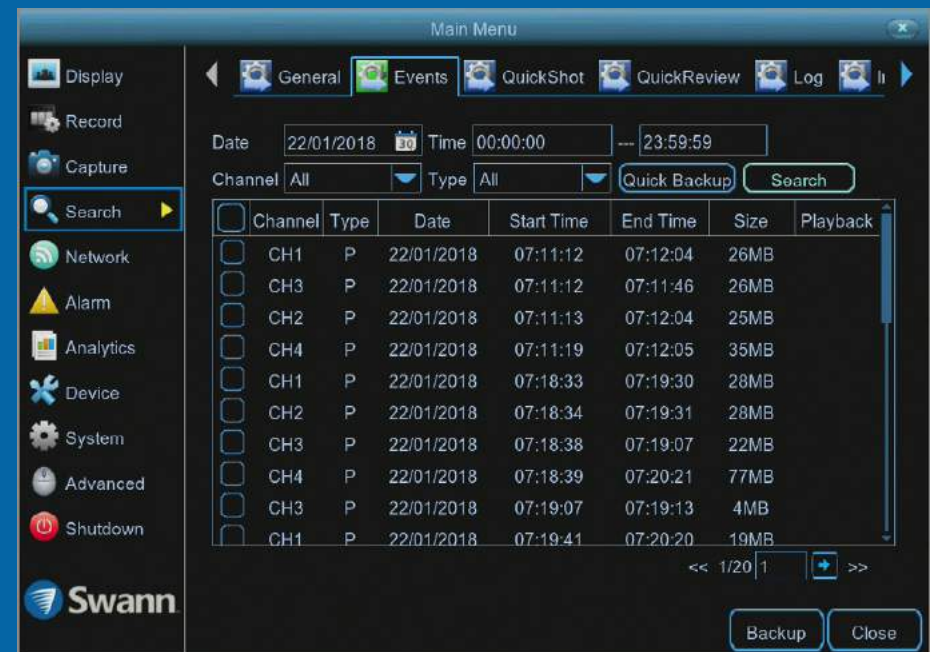 Main Menu
Display
Record
Capture
Search
Network
Alarm
Analytics
Device
System
Advanced
Shutdown
Swann
General Events QuickShot QuickReview Log
Date 22/01/2018 30 Time 00:00:00 --- 23:59:59
Channel All Type All Quick Backup Search
Channel Type Date Start Time End Time Size Playback
CH1 P 22/01/2018 07:11:12 07:12:04 26MB
CH3 P 22/01/2018 07:11:12 07:11:46 26MB
CH2 P 22/01/2018 07:11:13 07:12:04 25MB
CH4 P 22/01/2018 07:11:19 07:12:05 35MB
CH1 P 22/01/2018 07:18:33 07:19:30 28MB
CH2 P 22/01/2018 07:18:34 07:19:31 28MB
CH3 P 22/01/2018 07:18:38 07:19:07 22MB
CH4 P 22/01/2018 07:18:39 07:20:21 77MB
CH3 P 22/01/2018 07:19:07 07:19:13 4MB
CH1 P 22/01/2018 07:19:41 07:20:20 19MB
<< 1/20 1 >>
Backup Close